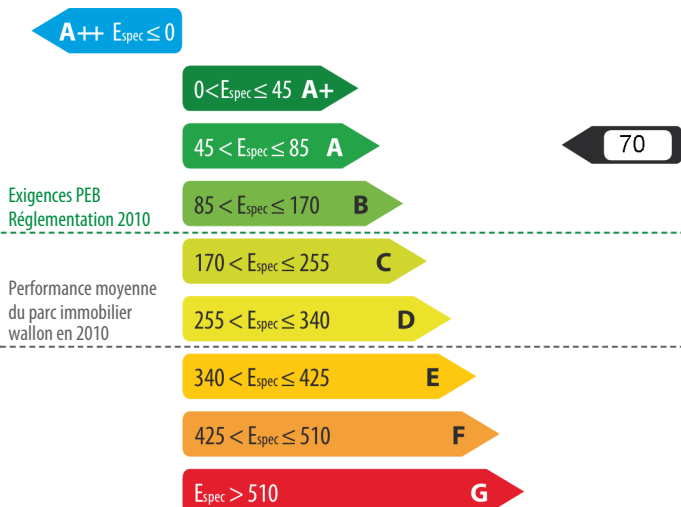 A++ Espec ≤ 0
0<Espec ≤ 45 A+
45 < Espec ≤ 85 A
70
Exigences PEB
Réglementation 2010
85 < Espec ≤ 170 B
170 < Espec ≤ 255 C
Performance moyenne
du parc immobilier
wallon en 2010
255 < Espec ≤ 340 D
340 < Espec ≤ 425 E
425 < Espec ≤ 510 F
Espec > 510 G